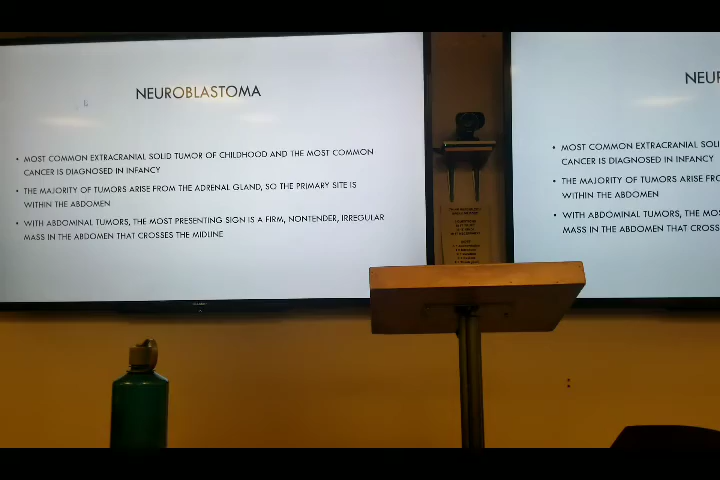 NEUROBLASTOMA
• MOST COMMON EXTRACRANIAL SOLID TUMOR OF CHILDHOOD AND THE MOST COMMON
CANCER IS DIAGNOSED IN INFANCY
• THE MAJORITY OF TUMORS ARISE FROM THE ADRENAL GLAND, SO THE PRIMARY SITE IS
WITHIN THE ABDOMEN
• WITH ABDOMINAL TUMORS, THE MOST PRESENTING SIGN IS A FIRM, NONTENDER, IRREGULAR
MASS IN THE ABDOMEN THAT CROSSES THE MIDLINE
NEUR
• MOST COMMON EXTRACRANIAL SOLI
CANCER IS DIAGNOSED IN INFANCY
• THE MAJORITY OF TUMORS ARISE FRO
WITHIN THE ABDOMEN
• WITH ABDOMINAL TUMORS, THE MOS
MASS IN THE ABDOMEN THAT CROSS